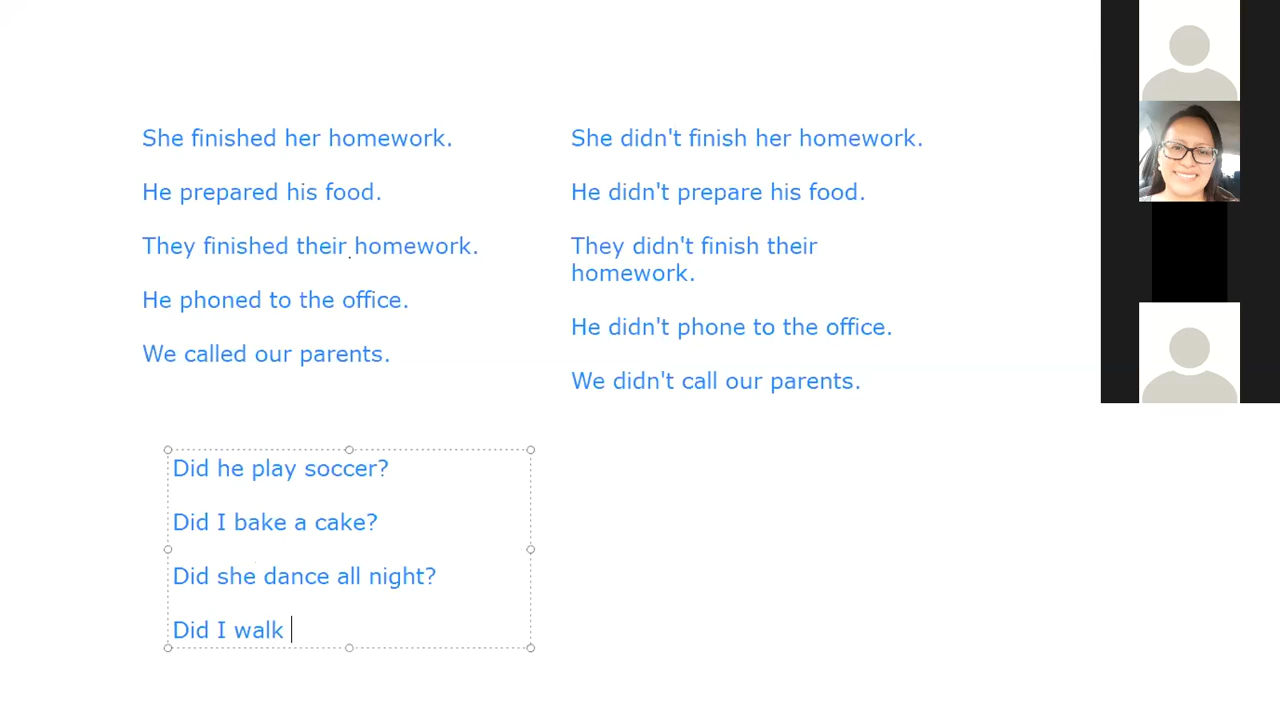 She finished her homework.
He prepared his food.
They finished their homework.
He phoned to the office.
We called our parents.
She didn't finish her homework.
He didn't prepare his food.
They didn't finish their
homework.
He didn't phone to the office.
We didn't call our parents.
Did he play soccer?
Did I bake a cake?
Did she dance all night?
Did I walk